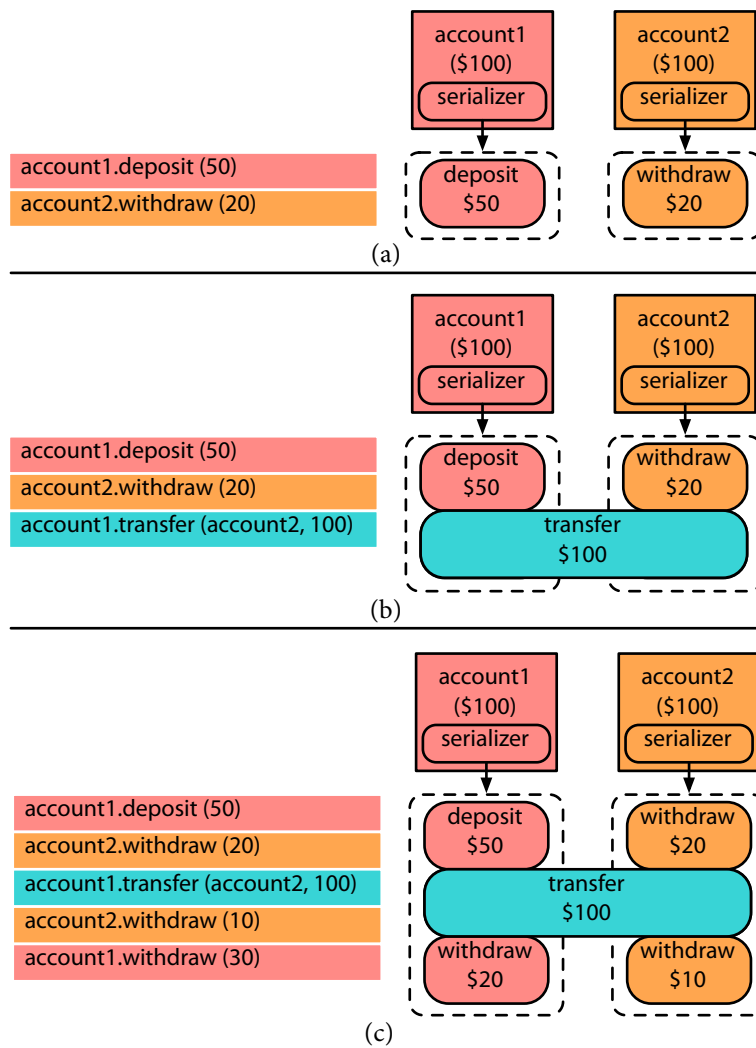 account1
($100)
serializer
account2
($100)
serializer
account1.deposit (50)
account2.withdraw (20)
deposit
$50
withdraw
$20
(a)
account1
($100)
serializer
account2
($100)
serializer
account1.deposit (50)
account2.withdraw (20)
account1.transfer (account2, 100)
deposit
$50
withdraw
$20
transfer
$100
(b)
account1
($100)
serializer
account2
($100)
serializer
account1.deposit (50)
account2.withdraw (20)
account1.transfer (account2, 100)
account2.withdraw (10)
account1.withdraw (30)
deposit
$50
withdraw
$20
transfer
$100
withdraw
$20
withdraw
$10
(c)